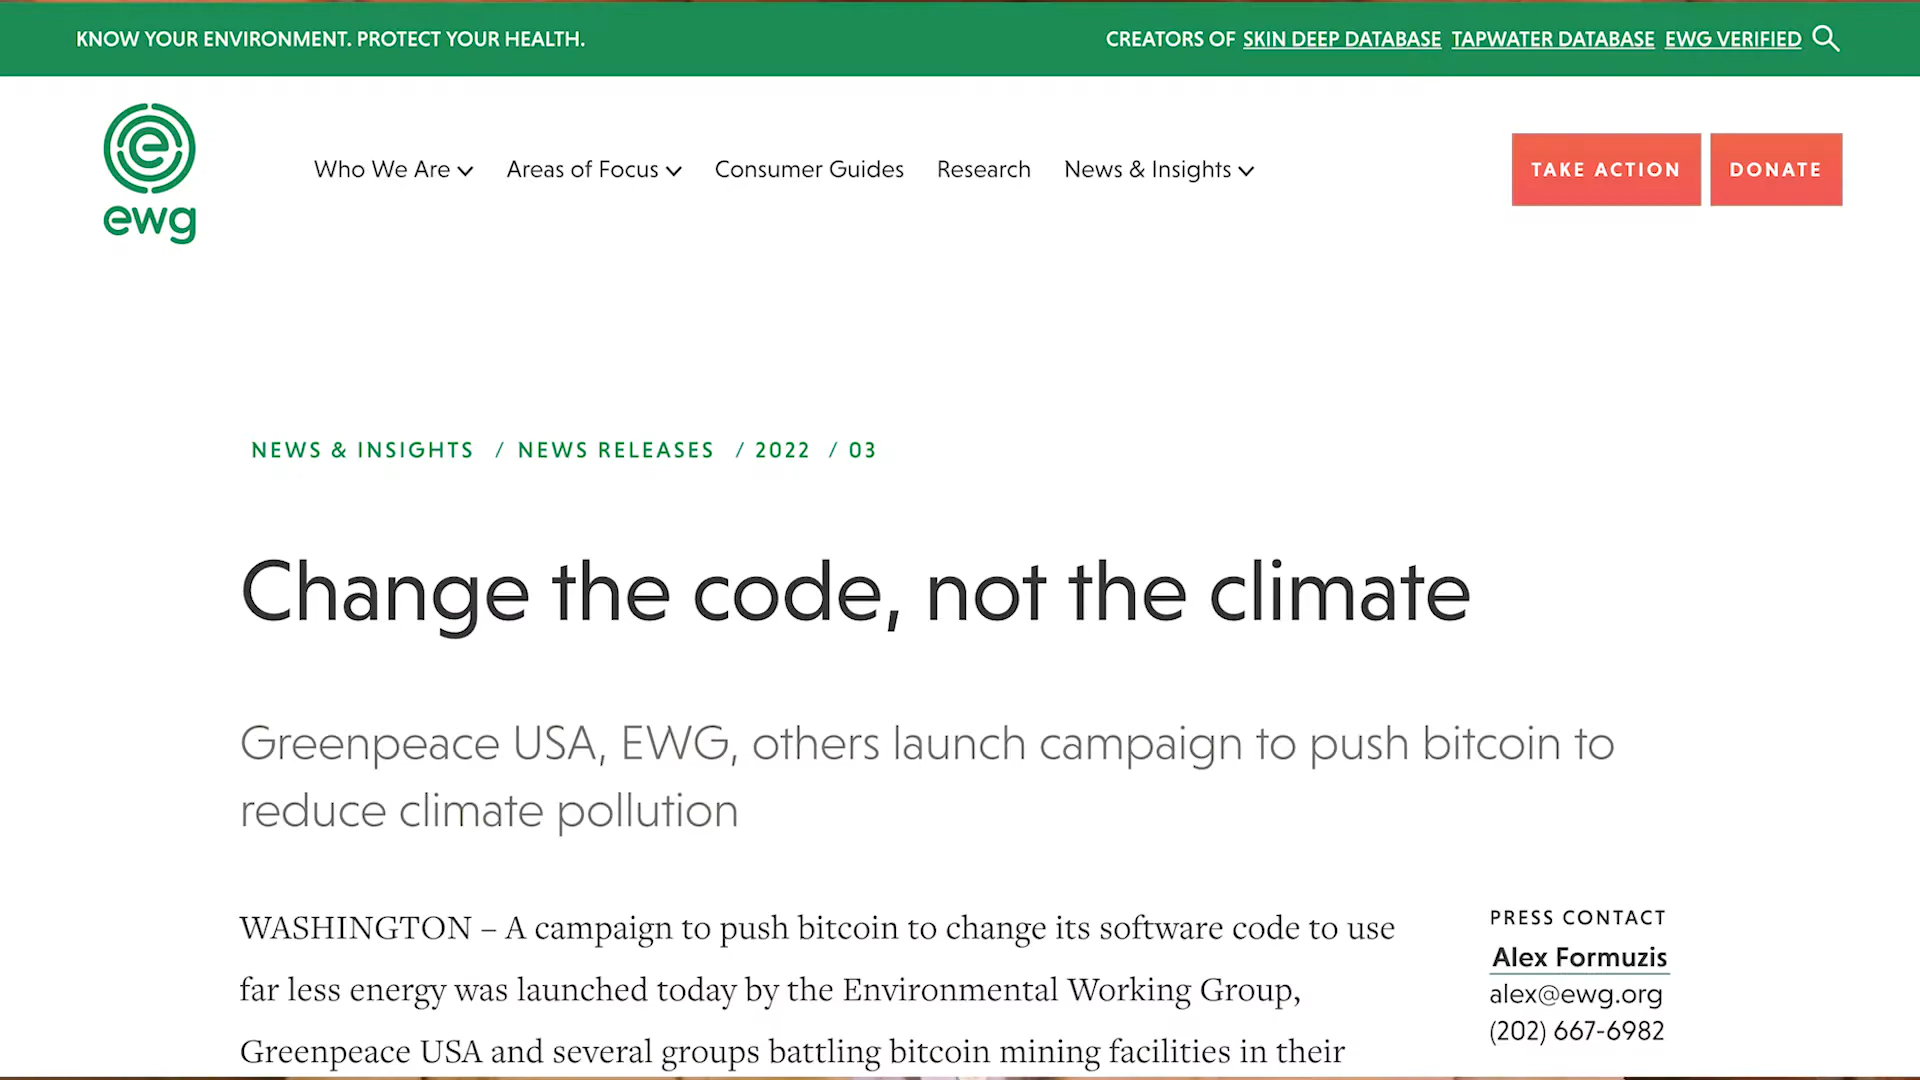 KNOW YOUR ENVIRONMENT. PROTECT YOUR HEALTH.
CREATORS OF SKIN DEEP DATABASE TAPWATER DATABASE EWG VERIFIED
ewg
Who We Are Areas of Focus Consumer Guides Research News & Insights
TAKE ACTION DONATE
NEWS & INSIGHTS / NEWS RELEASES / 2022 / 03
Change the code, not the climate
Greenpeace USA, EWG, others launch campaign to push bitcoin to
reduce climate pollution
WASHINGTON – A campaign to push bitcoin to change its software code to use
far less energy was launched today by the Environmental Working Group,
Greenpeace USA and several groups battling bitcoin mining facilities in their
PRESS CONTACT
Alex Formuzis
alex@ewg.org
(202) 667-6982